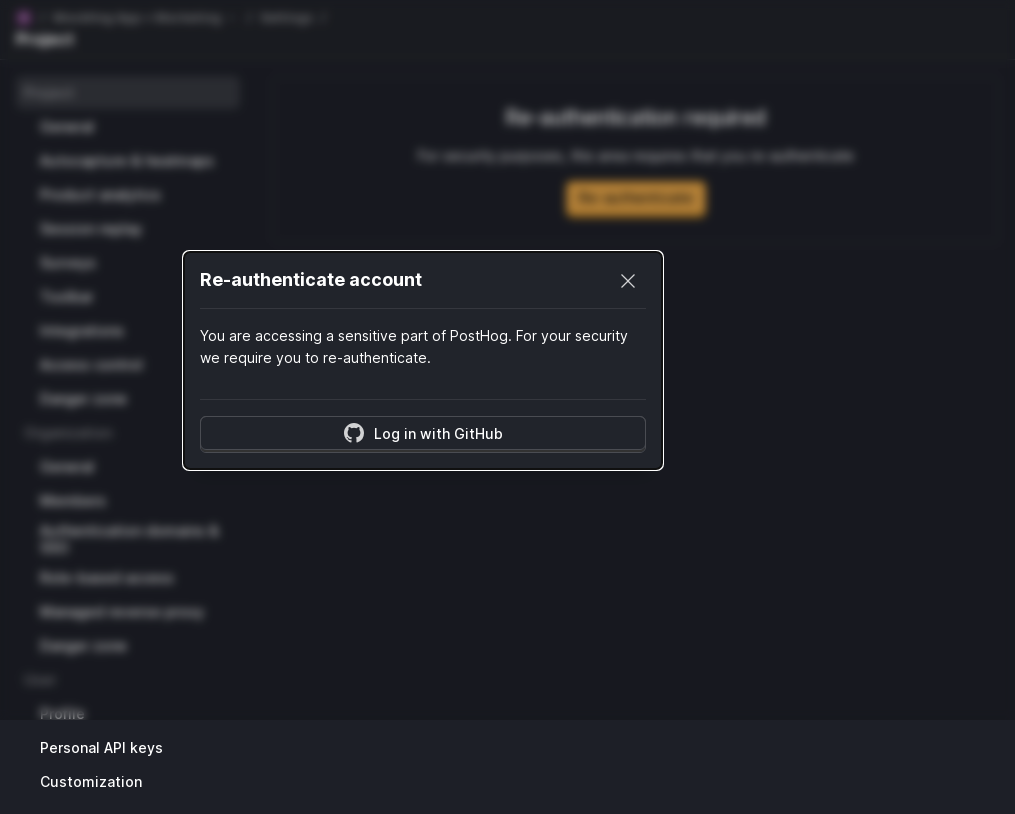 Project
Project
Re-authentication required
General
For security purposes, this area requires that you re-authenticate
Autocapture & heatmaps
Product analytics
Re-authenticate
Session replay
Surveys
Toolbar
Integrations
Access control
Danger zone
Re-authenticate account
You are accessing a sensitive part of PostHog. For your security
we require you to re-authenticate.
Log in with GitHub
Organization
General
Members
Authentication domains &
SSO
Role-based access
Managed reverse proxy
Danger zone
User
Profile
Personal API keys
Customization